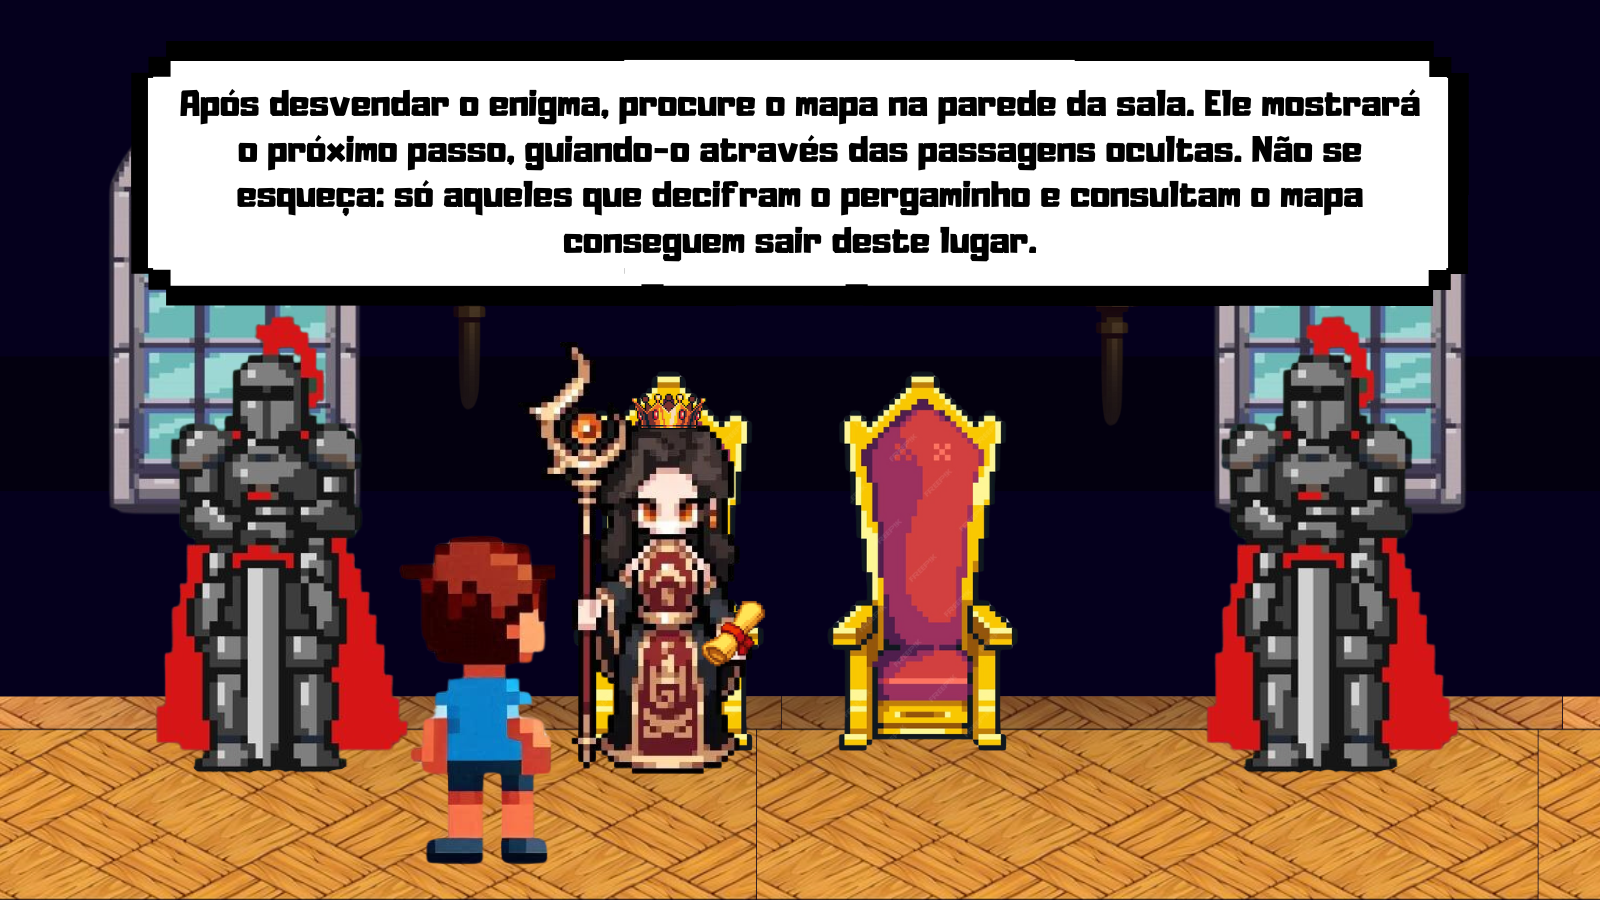 Após desvendar o enigma, procure o mapa na parede da sala. Ele mostrará
o próximo passo, guiando-o através das passagens ocultas. Não se
esqueça: só aqueles que decifram o pergaminho e consultam o mapa
conseguem sair deste lugar.